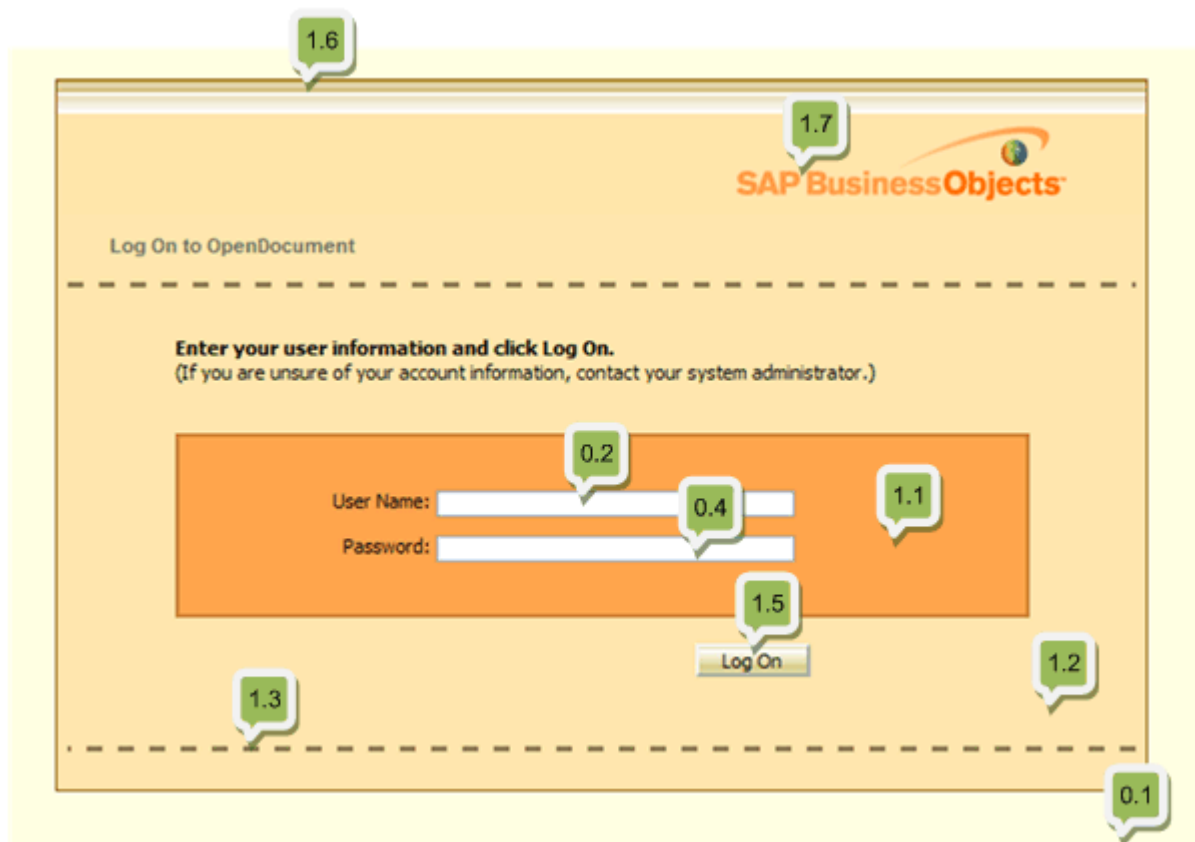 1.6
1.7
SAP BusinessObjects™
Log On to OpenDocument
Enter your user information and click Log On.
(If you are unsure of your account information, contact your system administrator.)
0.2
User Name:
0.4
1.1
Password:
1.5
Log On
1.2
1.3
0.1